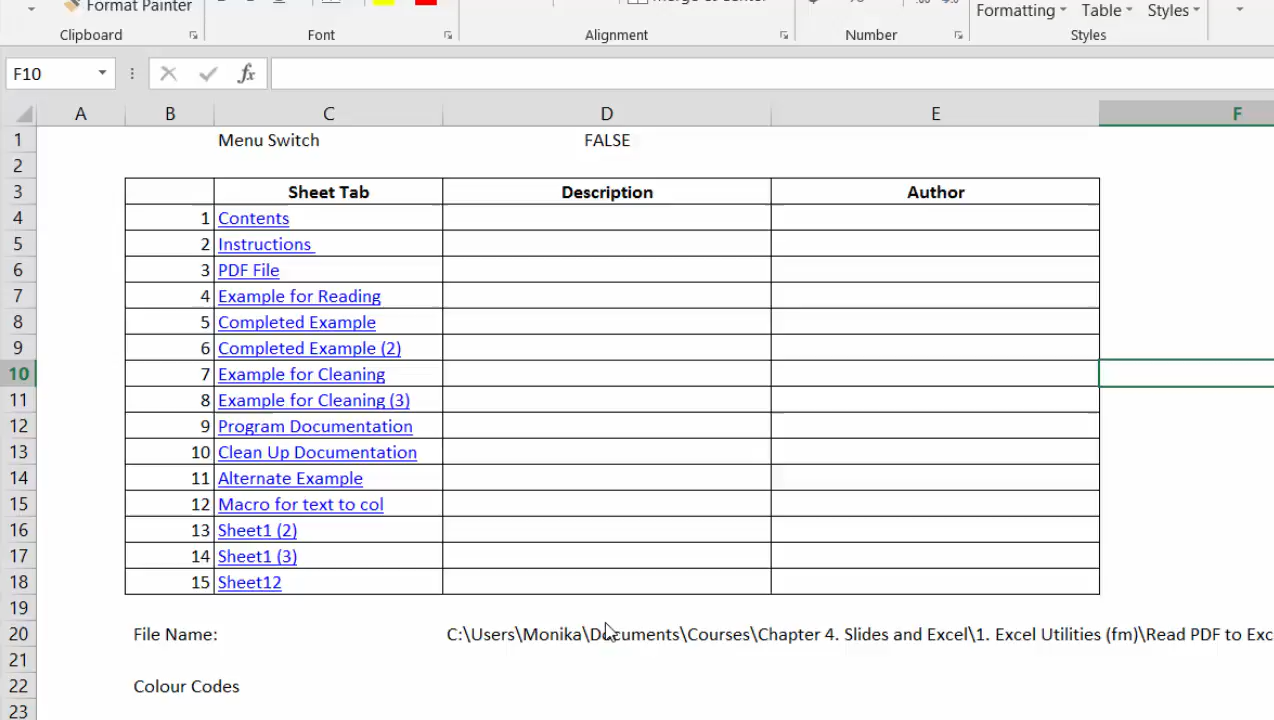 Format Painter
Formatting Table Styles
Clipboard Font Alignment Number Styles
F10 fx
A B C D E F
1 Menu Switch FALSE
2
3 Sheet Tab Description Author
4 1 Contents
5 2 Instructions
6 3 PDF File
7 4 Example for Reading
8 5 Completed Example
9 6 Completed Example (2)
10 7 Example for Cleaning
11 8 Example for Cleaning (3)
12 9 Program Documentation
13 10 Clean Up Documentation
14 11 Alternate Example
15 12 Macro for text to col
16 13 Sheet1 (2)
17 14 Sheet1 (3)
18 15 Sheet12
19
20 File Name: C:\Users\Monika\Documents\Courses\Chapter 4. Slides and Excel\1. Excel Utilities (fm)\Read PDF to Exc
21
22 Colour Codes
23